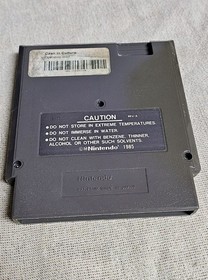 CAUTION
• DO NOT STORE IN EXTREME TEMPERATURES.
• DO NOT IMMERSE IN WATER.
• DO NOT CLEAN WITH BENZENE, THINNER,
ALCOHOL OR OTHER SUCH SOLVENTS.
Nintendo 1985
Nintendo